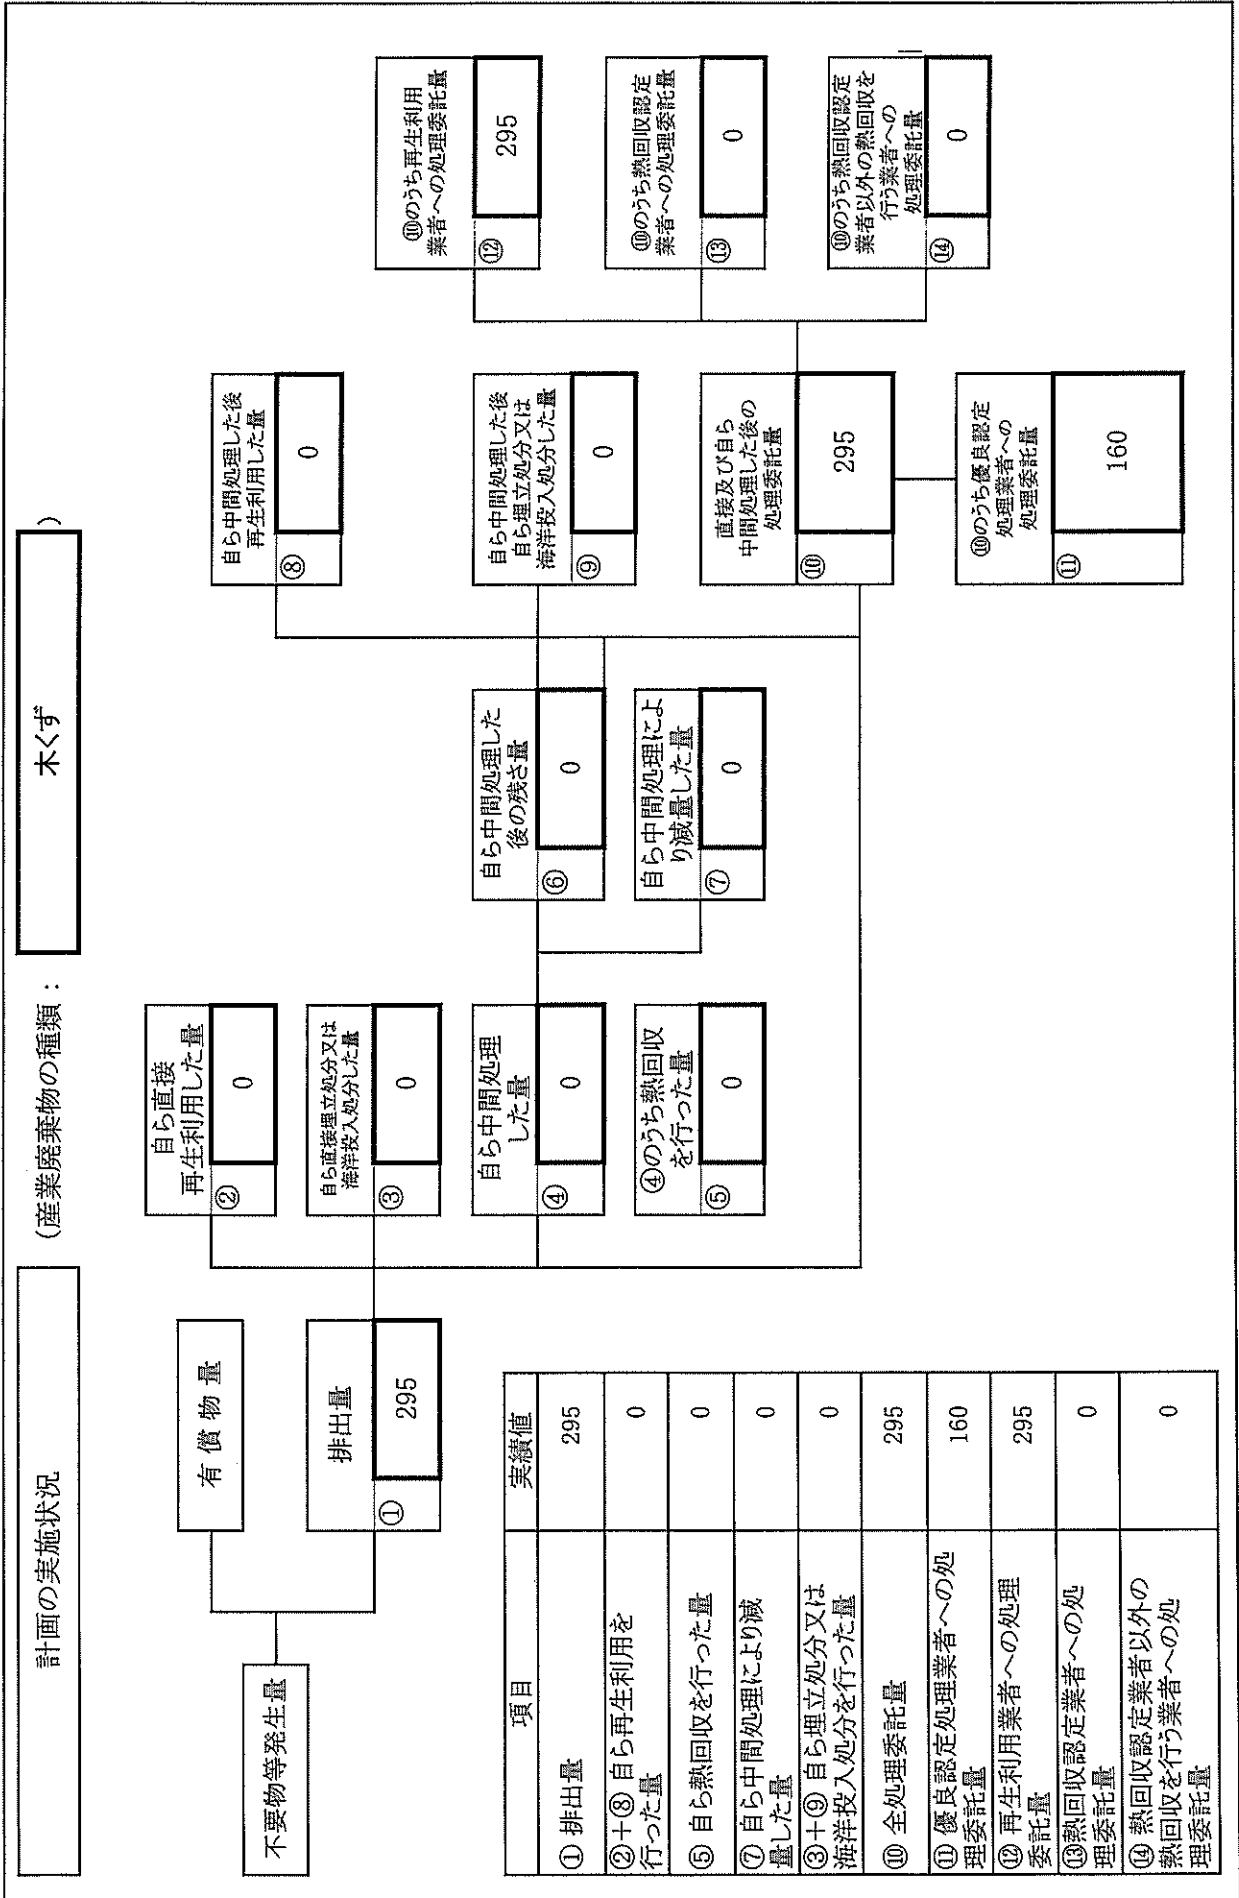 計画の実施状況
(産業廃棄物の種類：
木くず
)
不要物等発生量
有償物量
排出量
①
295
自ら直接
再生利用した量
②
0
自ら直接埋立処分又は
海洋投入処分した量
③
0
自ら中間処理
した量
④
0
④のうち熱回収
を行った量
⑤
0
自ら中間処理した
後の残さ量
⑥
0
自ら中間処理によ
り減量した量
⑦
0
自ら中間処理した後
再生利用した量
⑧
0
自ら中間処理した後
自ら埋立処分又は
海洋投入処分した量
⑨
0
直接及び自ら
中間処理した後の
処理委託量
⑩
295
⑩のうち優良認定
処理業者への
処理委託量
⑪
160
⑩のうち再生利用
業者への処理委託量
⑫
295
⑩のうち熱回収認定
業者への処理委託量
⑬
0
⑩のうち熱回収認定
業者以外の熱回収を
行う業者への
処理委託量
⑭
0
項目 実績値
① 排出量 295
②＋⑧ 自ら再生利用を
行った量 0
⑤ 自ら熱回収を行った量 0
⑦ 自ら中間処理により減
量した量 0
③＋⑨ 自ら埋立処分又は
海洋投入処分を行った量 0
⑩ 全処理委託量 295
⑪ 優良認定処理業者への処
理委託量 160
⑫ 再生利用業者への処理
委託量 295
⑬熱回収認定業者への処
理委託量 0
⑭ 熱回収認定業者以外の
熱回収を行う業者への処
理委託量 0